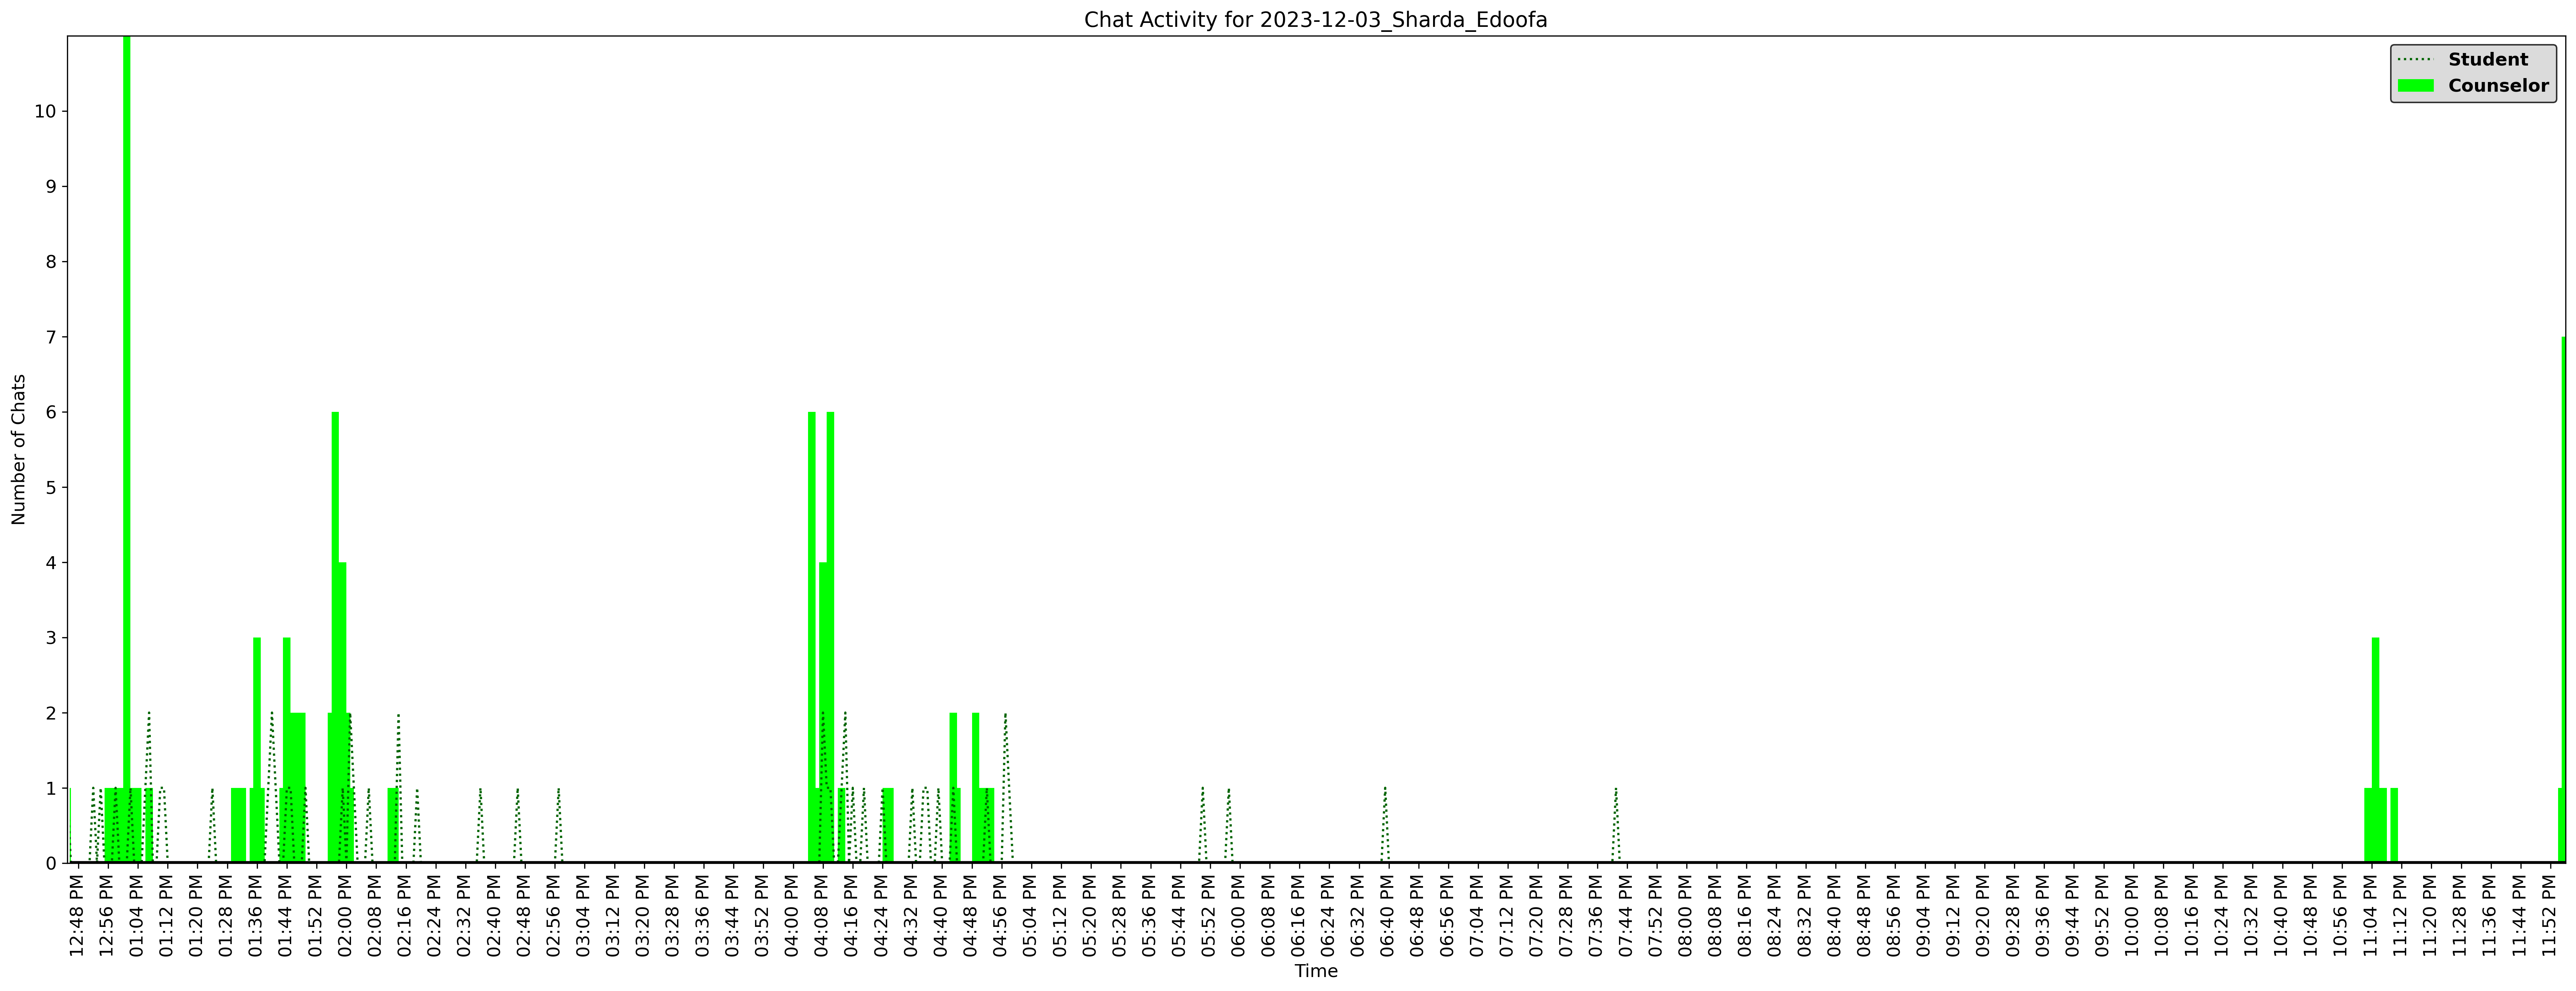 Chat Activity for 2023-12-03_Sharda_Edoofa
Student
Counselor
Number of Chats
10
9
8
7
6
5
4
3
2
1
0
12:48 PM
12:56 PM
01:04 PM
01:12 PM
01:20 PM
01:28 PM
01:36 PM
01:44 PM
01:52 PM
02:00 PM
02:08 PM
02:16 PM
02:24 PM
02:32 PM
02:40 PM
02:48 PM
02:56 PM
03:04 PM
03:12 PM
03:20 PM
03:28 PM
03:36 PM
03:44 PM
03:52 PM
04:00 PM
04:08 PM
04:16 PM
04:24 PM
04:32 PM
04:40 PM
04:48 PM
04:56 PM
05:04 PM
05:12 PM
05:20 PM
05:28 PM
05:36 PM
05:44 PM
05:52 PM
06:00 PM
06:08 PM
06:16 PM
06:24 PM
06:32 PM
06:40 PM
06:48 PM
06:56 PM
07:04 PM
07:12 PM
07:20 PM
07:28 PM
07:36 PM
07:44 PM
07:52 PM
08:00 PM
08:08 PM
08:16 PM
08:24 PM
08:32 PM
08:40 PM
08:48 PM
08:56 PM
09:04 PM
09:12 PM
09:20 PM
09:28 PM
09:36 PM
09:44 PM
09:52 PM
10:00 PM
10:08 PM
10:16 PM
10:24 PM
10:32 PM
10:40 PM
10:48 PM
10:56 PM
11:04 PM
11:12 PM
11:20 PM
11:28 PM
11:36 PM
11:44 PM
11:52 PM
Time